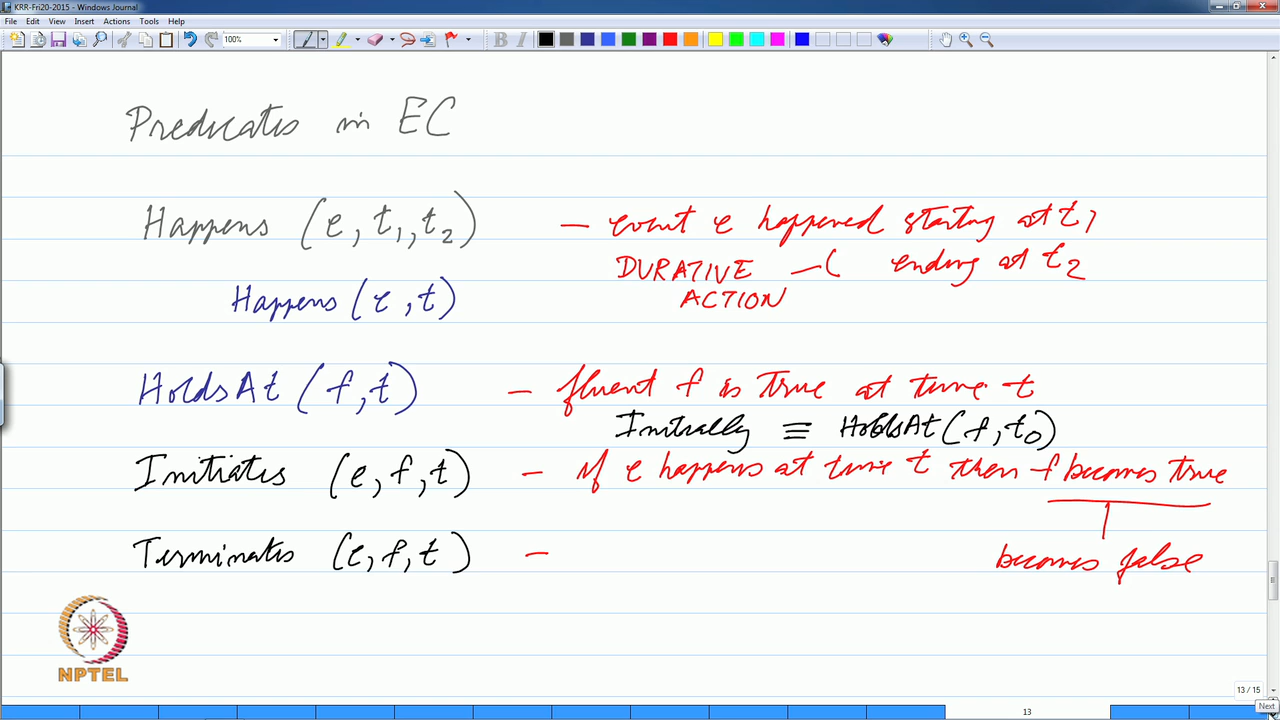 KRR-Fri20-2015 - Windows Journal
File Edit View Insert Actions Tools Help
100%
Predicates in EC
Happens (e, t1, t2) — event e happened starting at t1
DURATIVE ACTION — ending at t2
Happens (e, t)
HoldsAt (f, t) — fluent f is true at time t
Initially ≡ HoldsAt (f, t0)
Initiates (e, f, t) — if e happens at time t then f becomes true
Terminates (e, f, t) — becomes false
NPTEL
13 / 15
13
Next